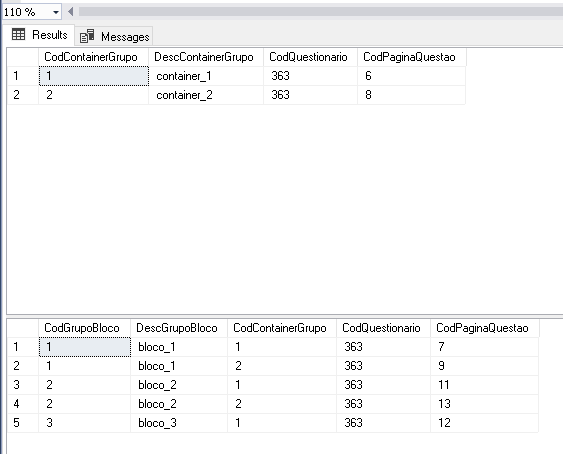 110 %
Results Messages
CodContainerGrupo DescContainerGrupo CodQuestionario CodPaginaQuestao
1 1 container_1 363 6
2 2 container_2 363 8
CodGrupoBloco DescGrupoBloco CodContainerGrupo CodQuestionario CodPaginaQuestao
1 1 bloco_1 1 363 7
2 1 bloco_1 2 363 9
3 2 bloco_2 1 363 11
4 2 bloco_2 2 363 13
5 3 bloco_3 1 363 12